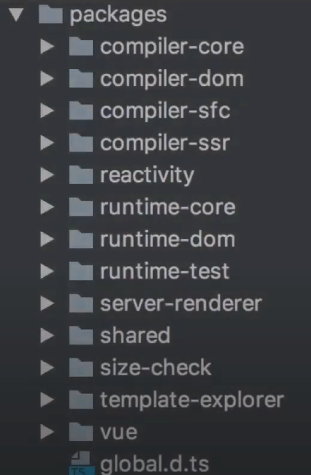 packages
compiler-core
compiler-dom
compiler-sfc
compiler-ssr
reactivity
runtime-core
runtime-dom
runtime-test
server-renderer
shared
size-check
template-explorer
vue
TS
global.d.ts